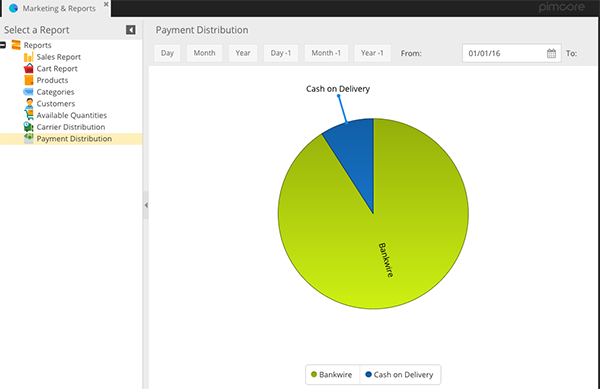 Marketing & Reports
pimcore
Select a Report
Reports
Sales Report
Cart Report
Products
Categories
Customers
Available Quantities
Carrier Distribution
Payment Distribution
Payment Distribution
Day Month Year Day -1 Month -1 Year -1 From: 01/01/16 To:
Cash on Delivery
Bankwire
Bankwire Cash on Delivery